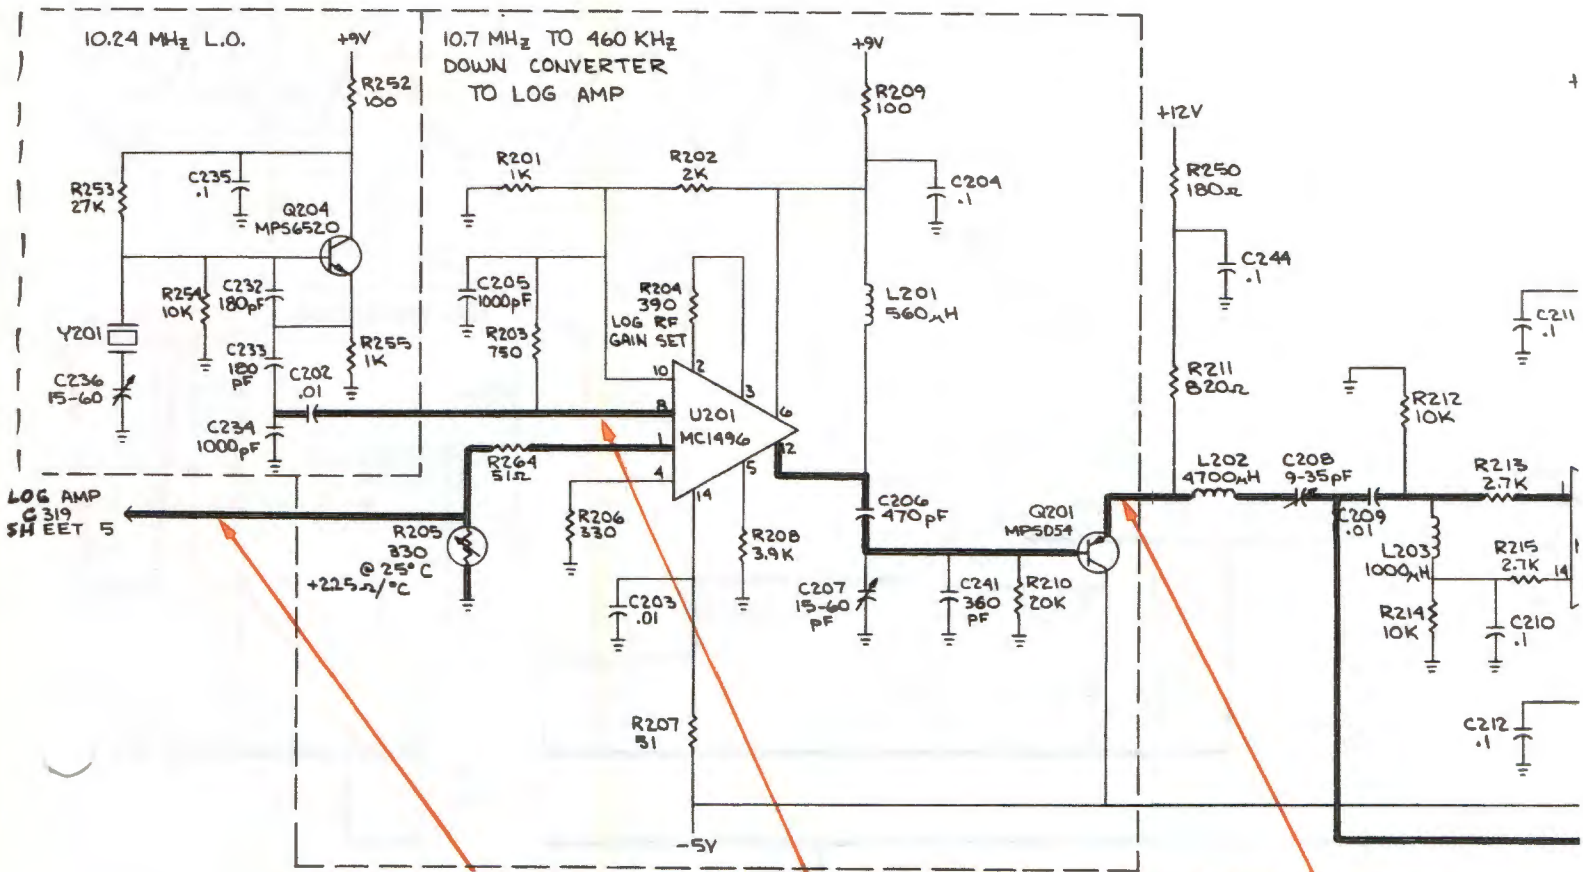 10.24 MHz L.O.
+9V
R252
100
R253
27K
C235
.1
Q204
MPS6520
R254
10K
C232
180pF
Y201
C233
180
pF
R255
1K
C236
15-60
C202
.01
C234
1000pF
10.7 MHz TO 460 KHz
DOWN CONVERTER
TO LOG AMP
+9V
R209
100
R201
1K
R202
2K
C204
.1
C205
1000pF
R204
390
LOG RF
GAIN SET
R203
750
L201
560μH
10
2
3
8
U201
MC1496
6
1
12
4
5
14
R264
51Ω
LOG AMP
C319
SHEET 5
R205
330
@ 25°C
+2.25Ω/°C
R206
330
R208
3.9K
C203
.01
C206
470pF
C207
15-60
pF
C241
360
pF
R210
20K
Q201
MPSD54
R207
51
-5V
+12V
R250
180Ω
C244
.1
R211
820Ω
L202
4700μH
C208
9-35pF
C209
.01
R212
10K
R213
2.7K
1
L203
1000μH
R215
2.7K
14
R214
10K
C210
.1
C211
.1
C212
.1
+